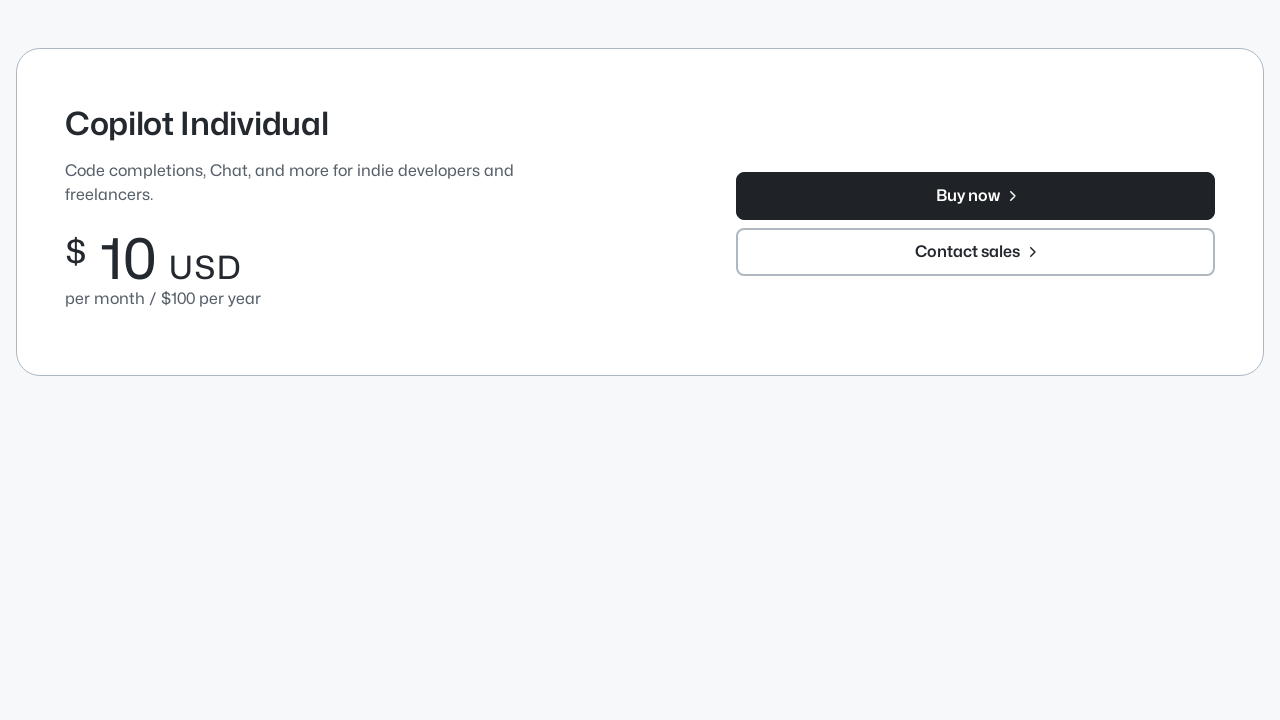 Copilot Individual
Code completions, Chat, and more for indie developers and
freelancers.
$ 10 USD
per month / $100 per year
Buy now
Contact sales